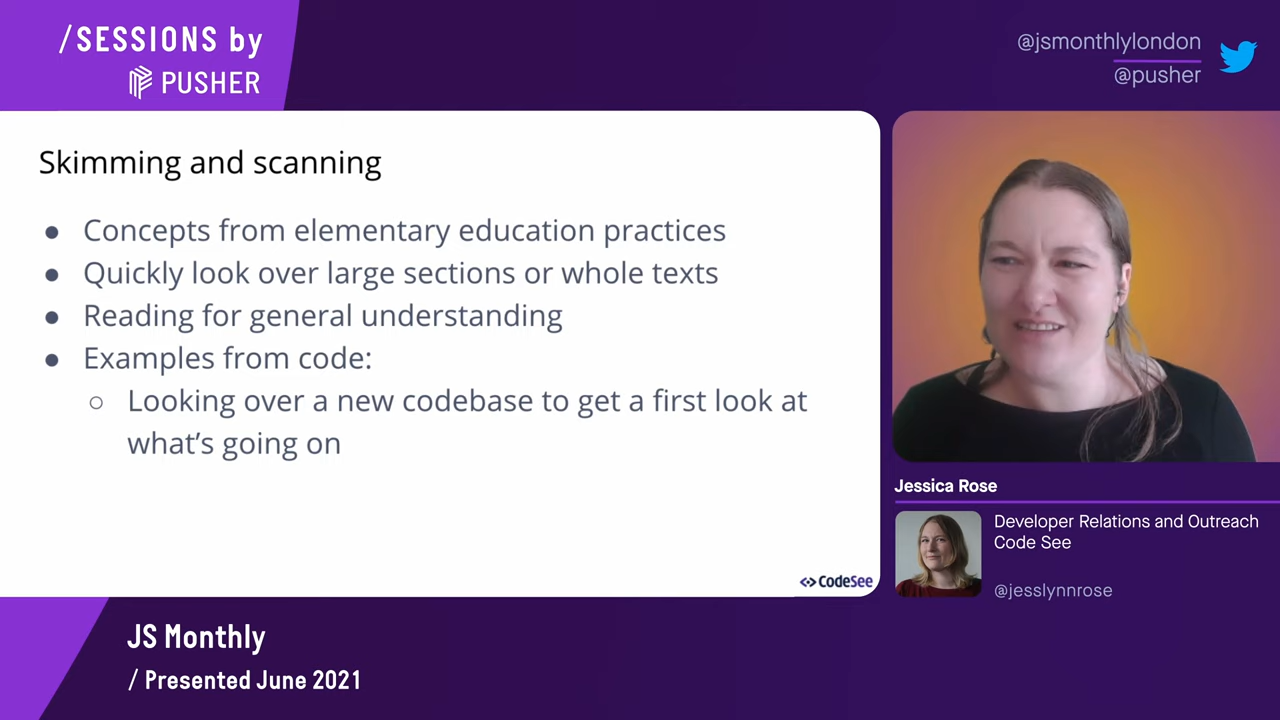 /SESSIONS by
PUSHER
@jsmonthlylondon
@pusher
Skimming and scanning
● Concepts from elementary education practices
● Quickly look over large sections or whole texts
● Reading for general understanding
● Examples from code:
○ Looking over a new codebase to get a first look at
what's going on
CodeSee
Jessica Rose
Developer Relations and Outreach
Code See
@jesslynnrose
JS Monthly
/ Presented June 2021